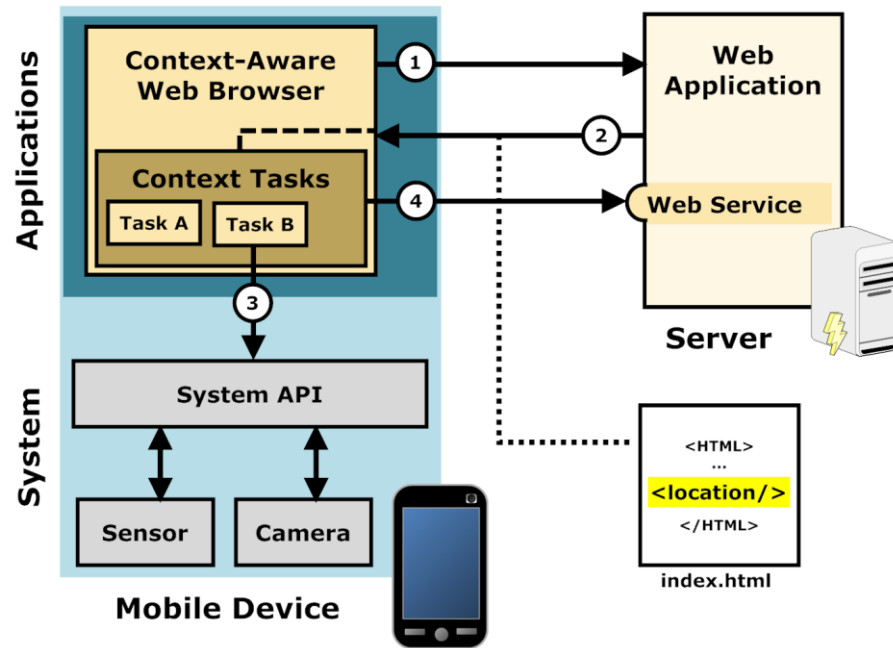 Applications
Context-Aware
Web Browser
1
Web
Application
2
Context Tasks
Task A
Task B
4
Web Service
3
Server
System
System API
Sensor
Camera
<HTML>
...
<location/>
</HTML>
index.html
Mobile Device